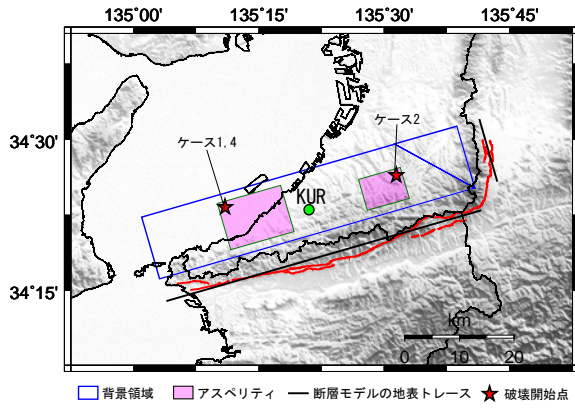 135°00' 135°15' 135°30' 135°45'
34°30'
34°15'
ケース1,4
ケース2
KUR
km
0 10 20
背景領域 アスペリティ 断層モデルの地表トレース 破壊開始点